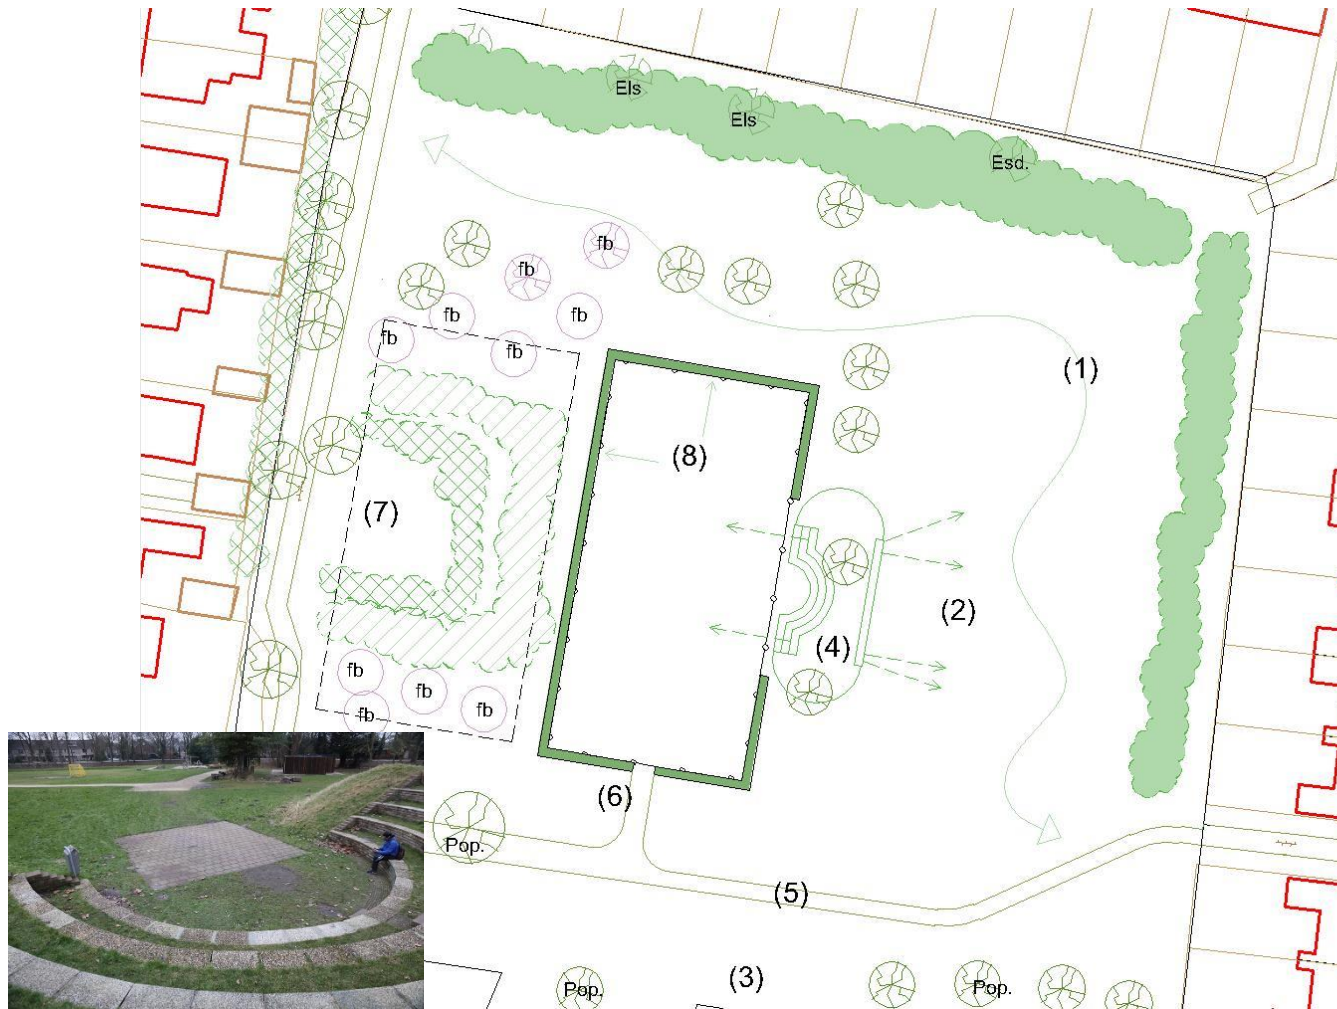 Els
Els
Esd.
fb
fb
fb
fb
fb
fb
(1)
(8)
(7)
(2)
(4)
fb
fb
fb
fb
(6)
Pop.
(5)
(3)
Pop.
Pop.